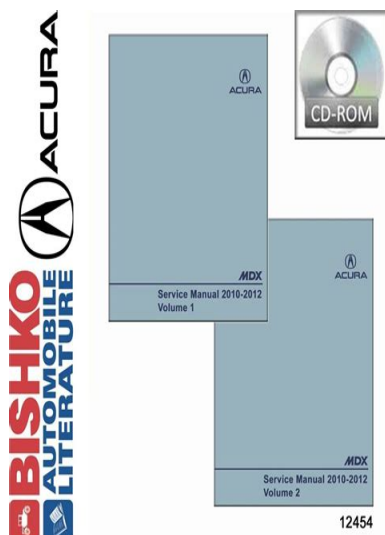 ACURA
BISHKO
AUTOMOBILE
LITERATURE
CD-ROM
ACURA
MDX
Service Manual 2010-2012
Volume 1
ACURA
MDX
Service Manual 2010-2012
Volume 2
12454